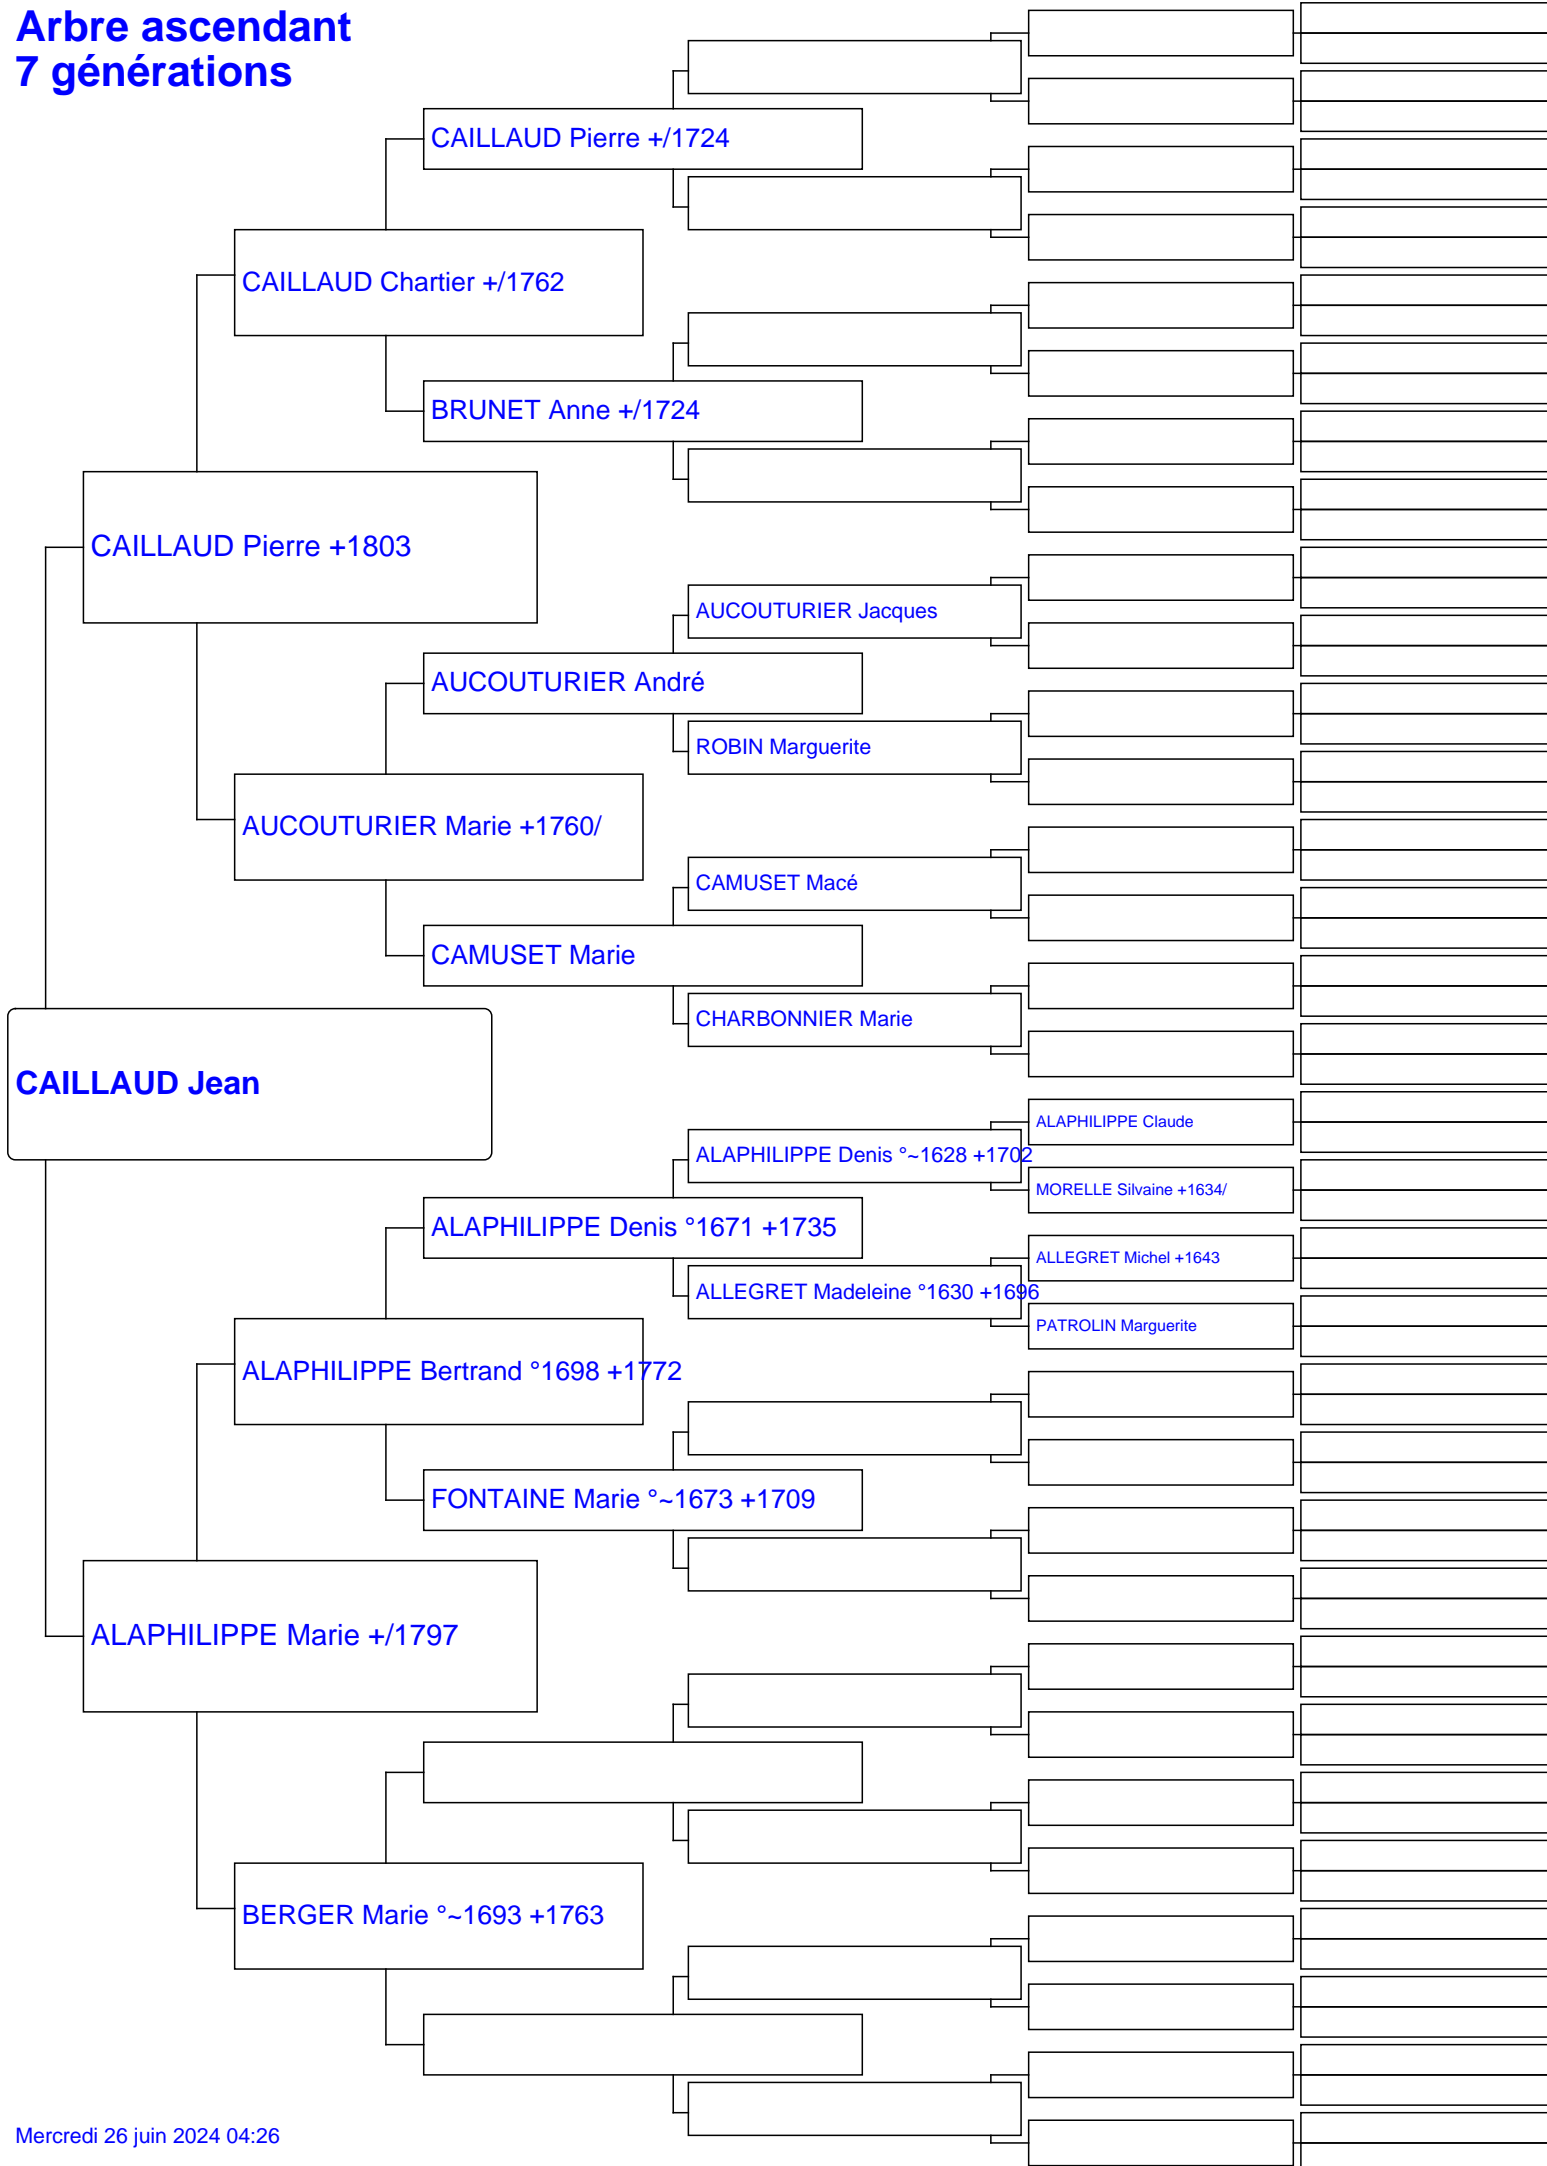 Arbre ascendant
7 générations
CAILLAUD Pierre +/1724
CAILLAUD Chartier +/1762
BRUNET Anne +/1724
CAILLAUD Pierre +1803
AUCOUTURIER Jacques
AUCOUTURIER André
ROBIN Marguerite
AUCOUTURIER Marie +1760/
CAMUSET Macé
CAMUSET Marie
CHARBONNIER Marie
CAILLAUD Jean
ALAPHILIPPE Claude
ALAPHILIPPE Denis °~1628 +1702
MORELLE Silvaine +1634/
ALAPHILIPPE Denis °1671 +1735
ALLEGRET Michel +1643
ALLEGRET Madeleine °1630 +1696
PATROLIN Marguerite
ALAPHILIPPE Bertrand °1698 +1772
FONTAINE Marie °~1673 +1709
ALAPHILIPPE Marie +/1797
BERGER Marie °~1693 +1763
Mercredi 26 juin 2024 04:26